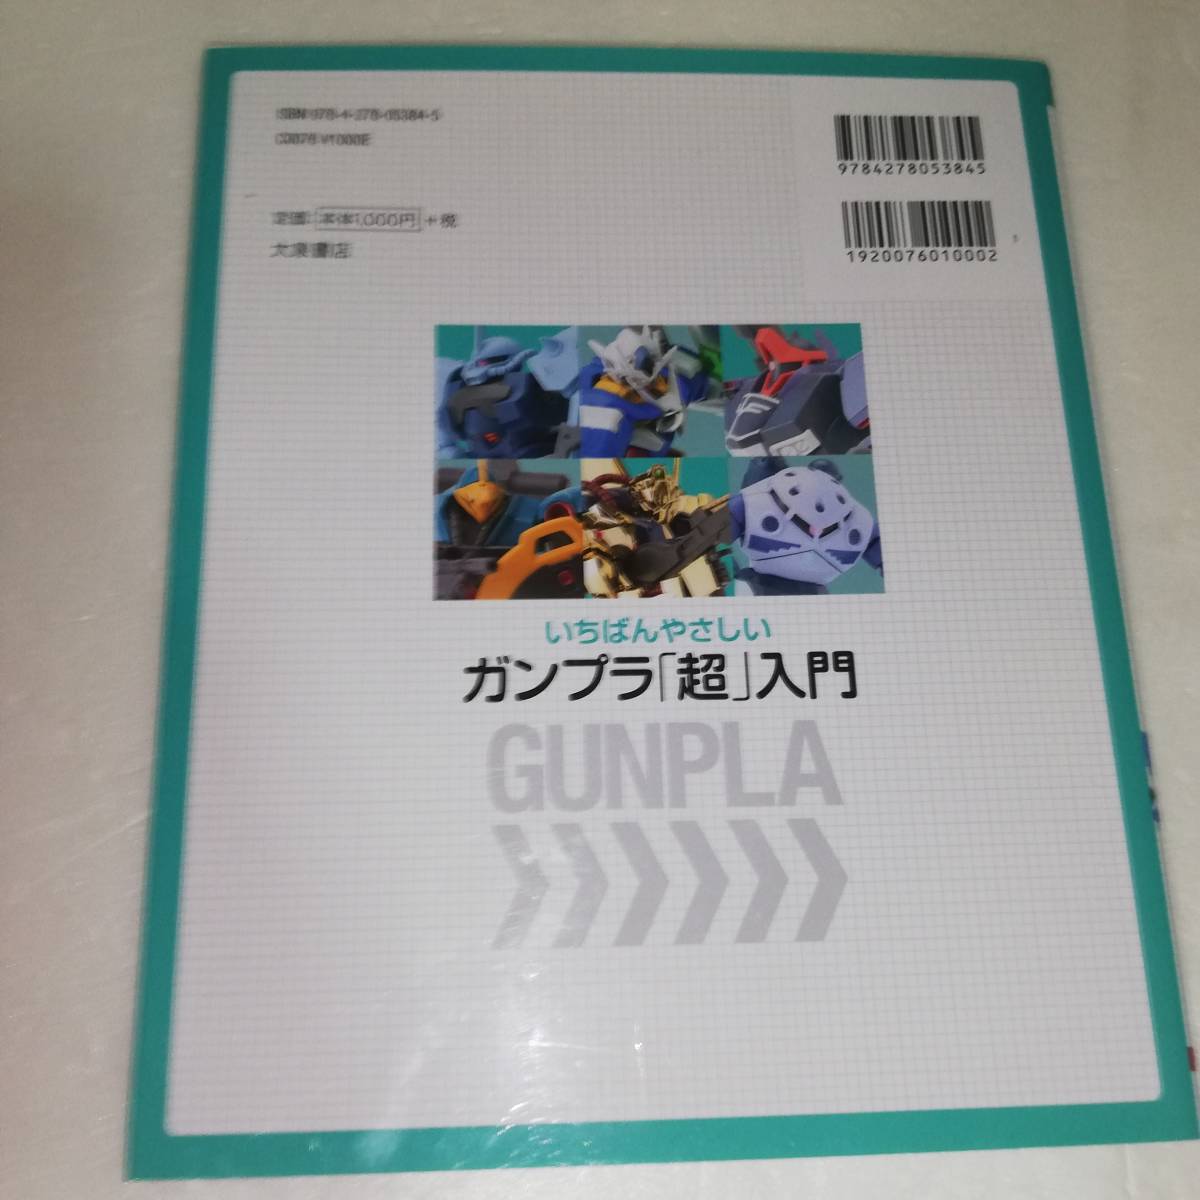 ISBN978-4-278-05384-5
C0076 ¥1000E
定価:本体1,000円+税
大泉書店
9784278053845
1920076010002
いちばんやさしい
ガンプラ「超」入門
GUNPLA